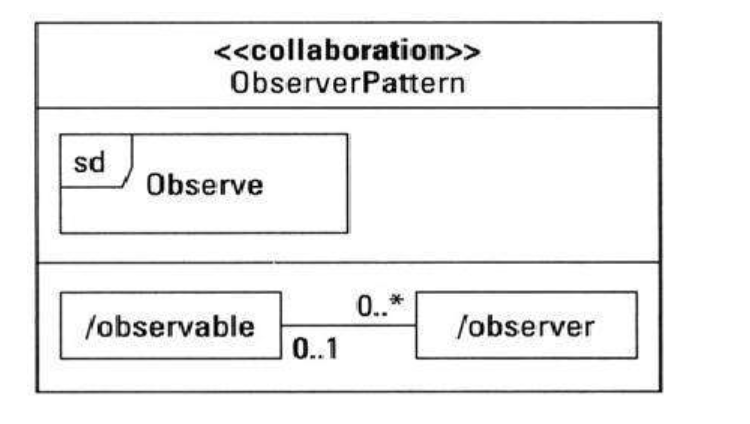 <<collaboration>>
ObserverPattern
sd
Observe
/observable
0..*
0..1
/observer